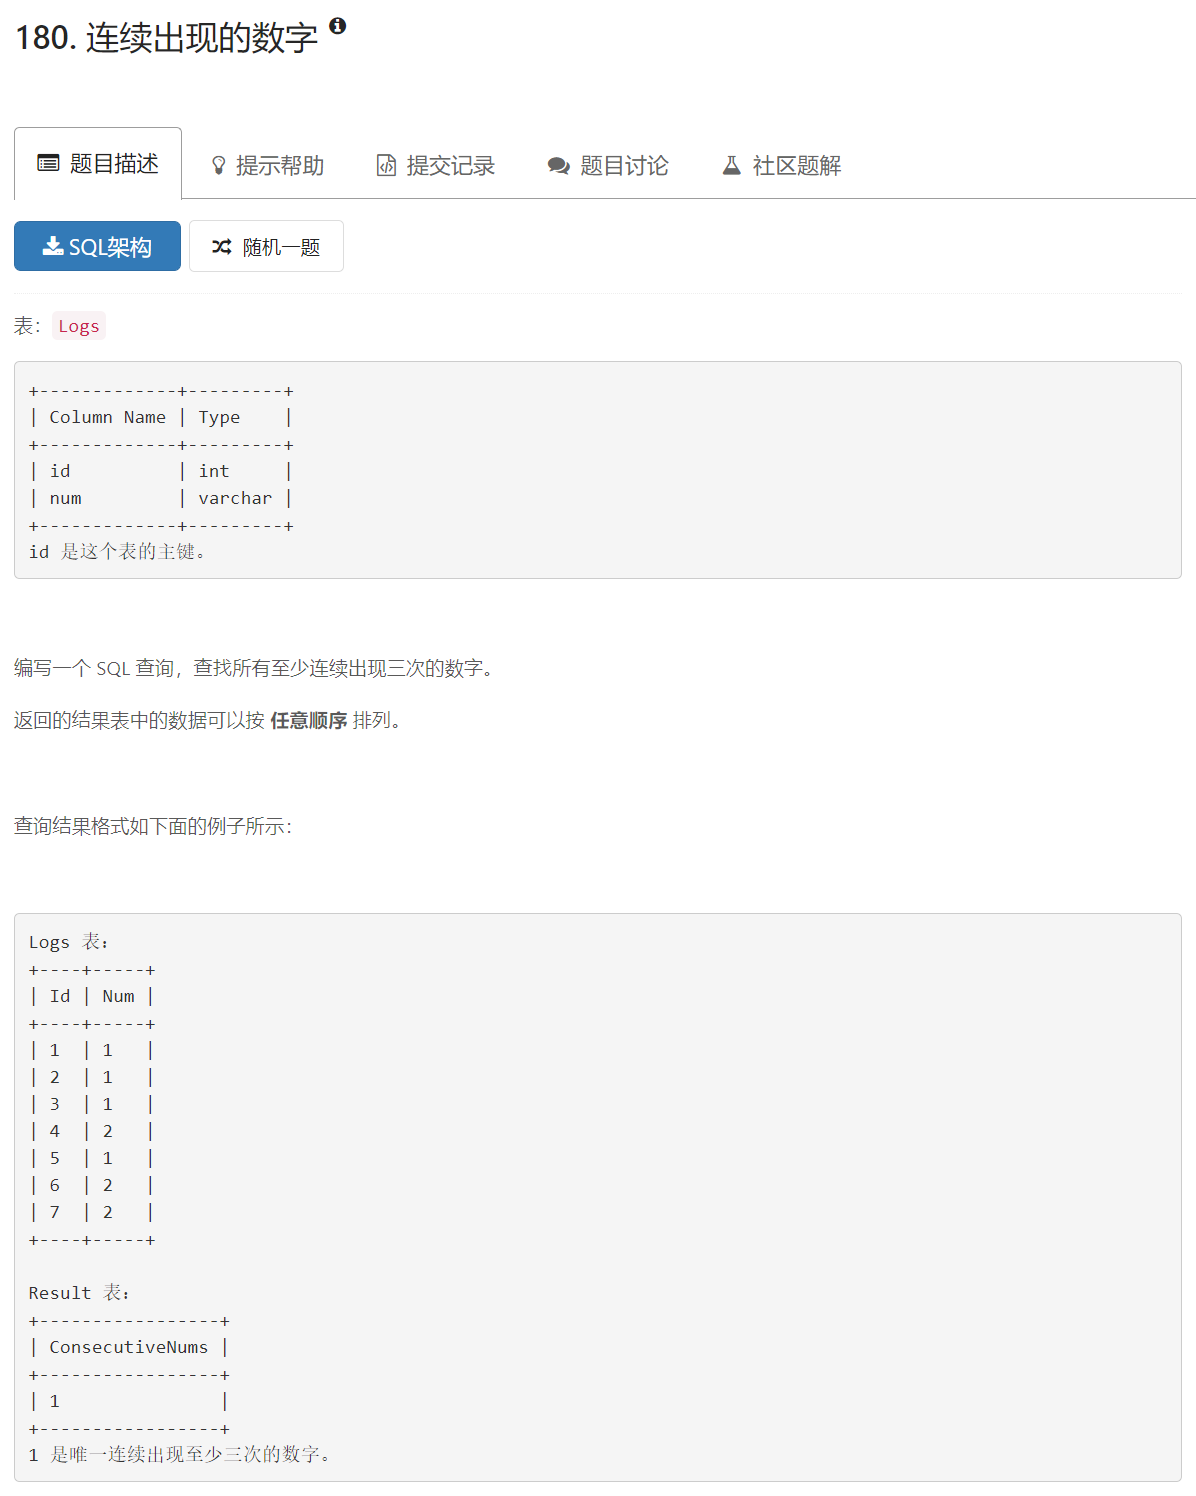 180. 连续出现的数字
题目描述 提示帮助 提交记录 题目讨论 社区题解
SQL架构 随机一题
表：Logs
+-------------+---------+
| Column Name | Type    |
+-------------+---------+
| id          | int     |
| num         | varchar |
+-------------+---------+
id 是这个表的主键。
编写一个 SQL 查询，查找所有至少连续出现三次的数字。
返回的结果表中的数据可以按 任意顺序 排列。
查询结果格式如下面的例子所示：
Logs 表：
+----+-----+
| Id | Num |
+----+-----+
| 1  | 1   |
| 2  | 1   |
| 3  | 1   |
| 4  | 2   |
| 5  | 1   |
| 6  | 2   |
| 7  | 2   |
+----+-----+
Result 表：
+-----------------+
| ConsecutiveNums |
+-----------------+
| 1               |
+-----------------+
1 是唯一连续出现至少三次的数字。